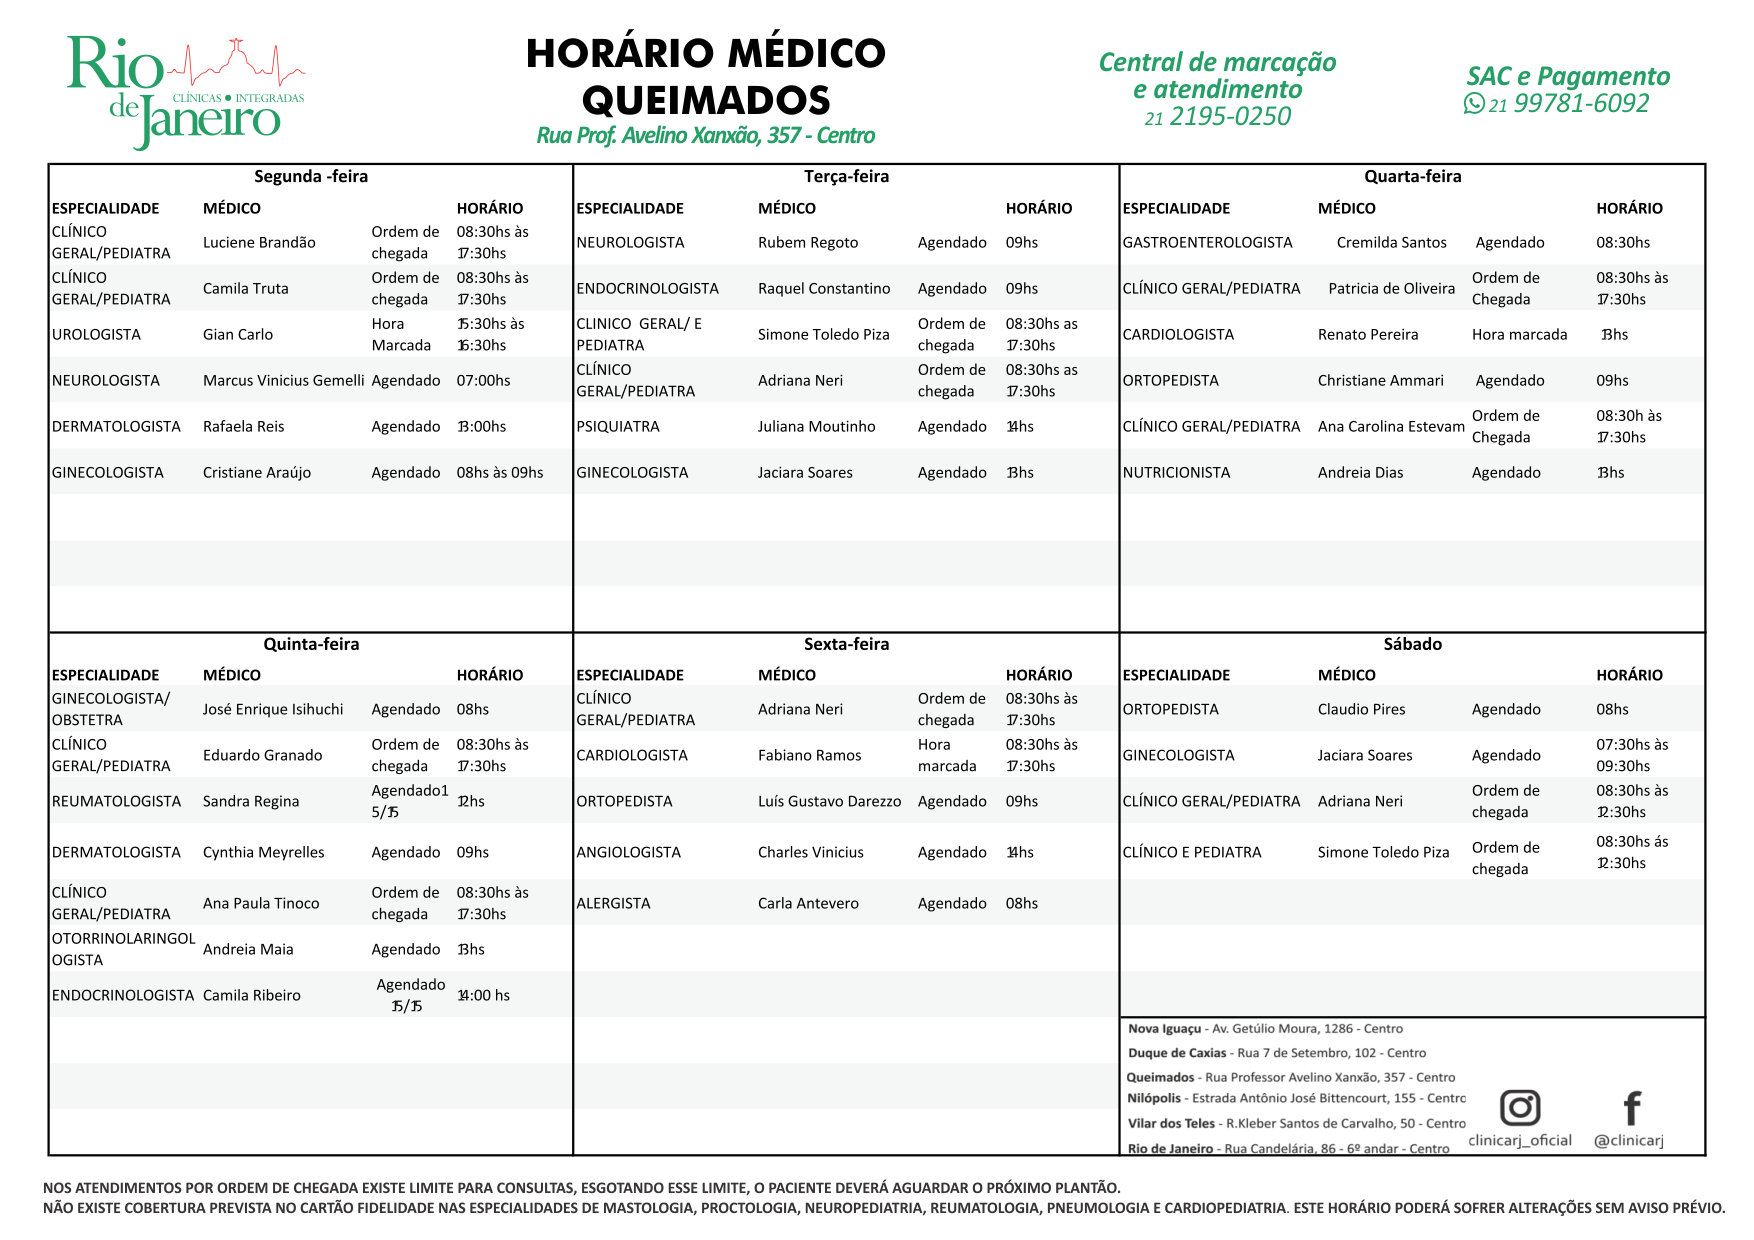 Rio de Janeiro
CLÍNICAS • INTEGRADAS
HORÁRIO MÉDICO
QUEIMADOS
Rua Prof. Avelino Xanxão, 357 - Centro
Central de marcação
e atendimento
21 2195-0250
SAC e Pagamento
21 99781-6092
Segunda -feira
ESPECIALIDADE MÉDICO HORÁRIO
CLÍNICO GERAL/PEDIATRA Luciene Brandão Ordem de chegada 08:30hs às 17:30hs
CLÍNICO GERAL/PEDIATRA Camila Truta Ordem de chegada 08:30hs às 17:30hs
UROLOGISTA Gian Carlo Hora Marcada 15:30hs às 16:30hs
NEUROLOGISTA Marcus Vinicius Gemelli Agendado 07:00hs
DERMATOLOGISTA Rafaela Reis Agendado 13:00hs
GINECOLOGISTA Cristiane Araújo Agendado 08hs às 09hs
Terça-feira
ESPECIALIDADE MÉDICO HORÁRIO
NEUROLOGISTA Rubem Regoto Agendado 09hs
ENDOCRINOLOGISTA Raquel Constantino Agendado 09hs
CLINICO GERAL/ E PEDIATRA Simone Toledo Piza Ordem de chegada 08:30hs as 17:30hs
CLÍNICO GERAL/PEDIATRA Adriana Neri Ordem de chegada 08:30hs as 17:30hs
PSIQUIATRA Juliana Moutinho Agendado 14hs
GINECOLOGISTA Jaciara Soares Agendado 13hs
Quarta-feira
ESPECIALIDADE MÉDICO HORÁRIO
GASTROENTEROLOGISTA Cremilda Santos Agendado 08:30hs
CLÍNICO GERAL/PEDIATRA Patricia de Oliveira Ordem de Chegada 08:30hs às 17:30hs
CARDIOLOGISTA Renato Pereira Hora marcada 13hs
ORTOPEDISTA Christiane Ammari Agendado 09hs
CLÍNICO GERAL/PEDIATRA Ana Carolina Estevam Ordem de Chegada 08:30h às 17:30hs
NUTRICIONISTA Andreia Dias Agendado 13hs
Quinta-feira
ESPECIALIDADE MÉDICO HORÁRIO
GINECOLOGISTA/ OBSTETRA José Enrique Isihuchi Agendado 08hs
CLÍNICO GERAL/PEDIATRA Eduardo Granado Ordem de chegada 08:30hs às 17:30hs
REUMATOLOGISTA Sandra Regina Agendado1 5/15 12hs
DERMATOLOGISTA Cynthia Meyrelles Agendado 09hs
CLÍNICO GERAL/PEDIATRA Ana Paula Tinoco Ordem de chegada 08:30hs às 17:30hs
OTORRINOLARINGOL OGISTA Andreia Maia Agendado 13hs
ENDOCRINOLOGISTA Camila Ribeiro Agendado 15/15 14:00 hs
Sexta-feira
ESPECIALIDADE MÉDICO HORÁRIO
CLÍNICO GERAL/PEDIATRA Adriana Neri Ordem de chegada 08:30hs às 17:30hs
CARDIOLOGISTA Fabiano Ramos Hora marcada 08:30hs às 17:30hs
ORTOPEDISTA Luís Gustavo Darezzo Agendado 09hs
ANGIOLOGISTA Charles Vinicius Agendado 14hs
ALERGISTA Carla Antevero Agendado 08hs
Sábado
ESPECIALIDADE MÉDICO HORÁRIO
ORTOPEDISTA Claudio Pires Agendado 08hs
GINECOLOGISTA Jaciara Soares Agendado 07:30hs às 09:30hs
CLÍNICO GERAL/PEDIATRA Adriana Neri Ordem de chegada 08:30hs às 12:30hs
CLÍNICO E PEDIATRA Simone Toledo Piza Ordem de chegada 08:30hs ás 12:30hs
Nova Iguaçu - Av. Getúlio Moura, 1286 - Centro
Duque de Caxias - Rua 7 de Setembro, 102 - Centro
Queimados - Rua Professor Avelino Xanxão, 357 - Centro
Nilópolis - Estrada Antônio José Bittencourt, 155 - Centro
Vilar dos Teles - R.Kleber Santos de Carvalho, 50 - Centro
Rio de Janeiro - Rua Candelária, 86 - 6º andar - Centro
clinicarj_oficial @clinicarj
NOS ATENDIMENTOS POR ORDEM DE CHEGADA EXISTE LIMITE PARA CONSULTAS, ESGOTANDO ESSE LIMITE, O PACIENTE DEVERÁ AGUARDAR O PRÓXIMO PLANTÃO.
NÃO EXISTE COBERTURA PREVISTA NO CARTÃO FIDELIDADE NAS ESPECIALIDADES DE MASTOLOGIA, PROCTOLOGIA, NEUROPEDIATRIA, REUMATOLOGIA, PNEUMOLOGIA E CARDIOPEDIATRIA. ESTE HORÁRIO PODERÁ SOFRER ALTERAÇÕES SEM AVISO PRÉVIO.